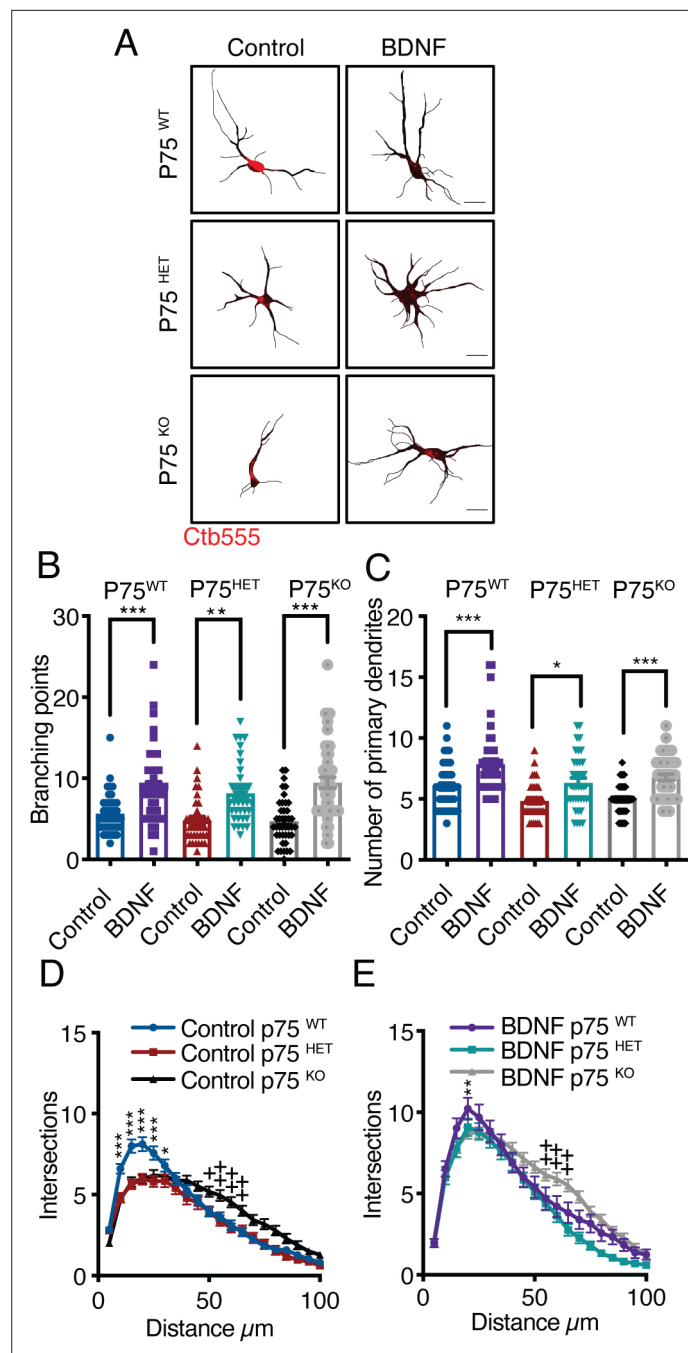 A
Control BDNF
P75 WT
P75 HET
P75 KO
Ctb555
B
P75WT P75HET P75KO
*** ** ***
Branching points
30
20
10
0
Control BDNF Control BDNF Control BDNF
C
P75WT P75HET P75KO
*** * ***
Number of primary dendrites
20
15
10
5
0
Control BDNF Control BDNF Control BDNF
D
Control p75 WT
Control p75 HET
Control p75 KO
Intersections
15
10
5
0
*** *** *** *** *
0 50 100
Distance µm
E
BDNF p75 WT
BDNF p75 HET
BDNF p75 KO
Intersections
15
10
5
0
**
0 50 100
Distance µm